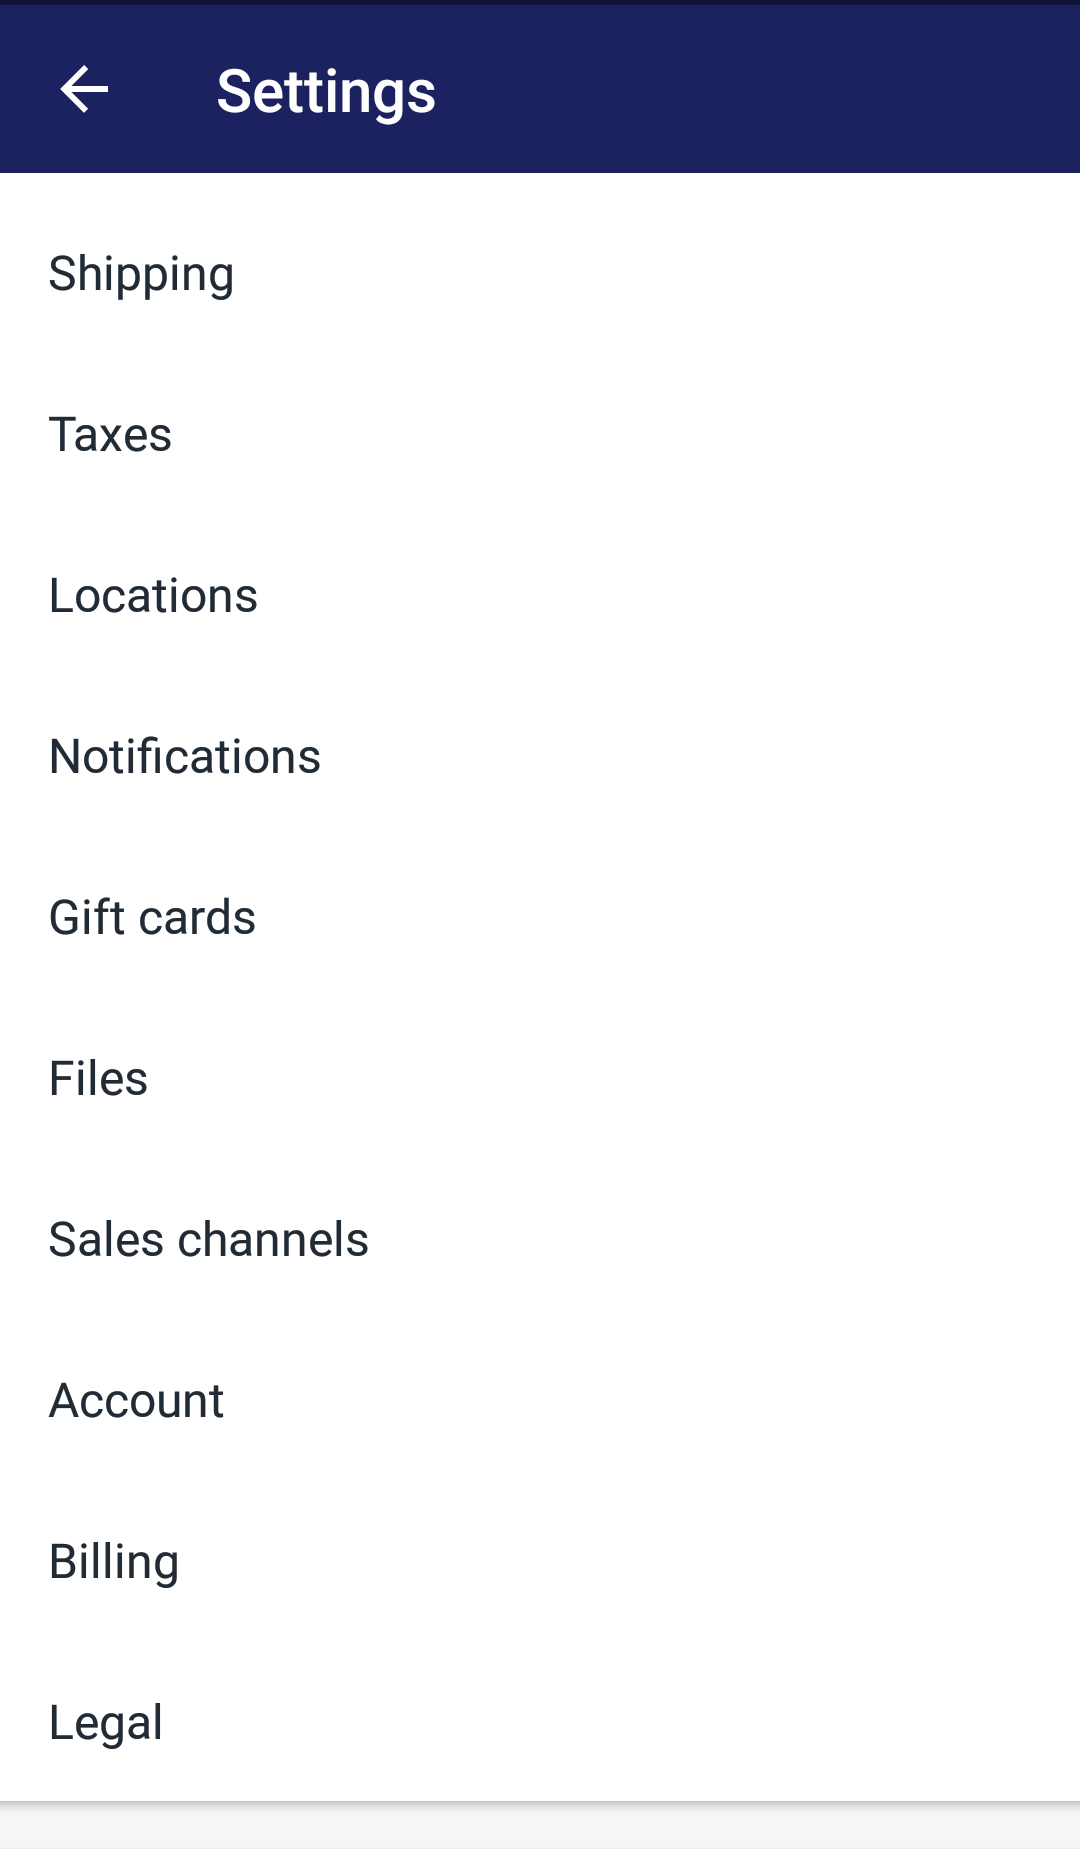 Settings
Shipping
Taxes
Locations
Notifications
Gift cards
Files
Sales channels
Account
Billing
Legal